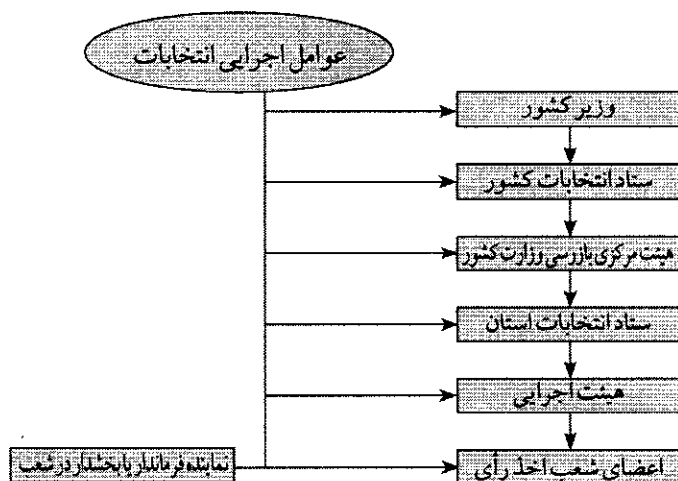 عوامل اجرایی انتخابات
وزیر کشور
ستاد انتخابات کشور
هیئت مرکزی بازرسی وزارت کشور
ستاد انتخابات استان
هیئت اجرایی
اعضای شعب اخذ رأی
نماینده فرماندار یا بخشدار در شعب